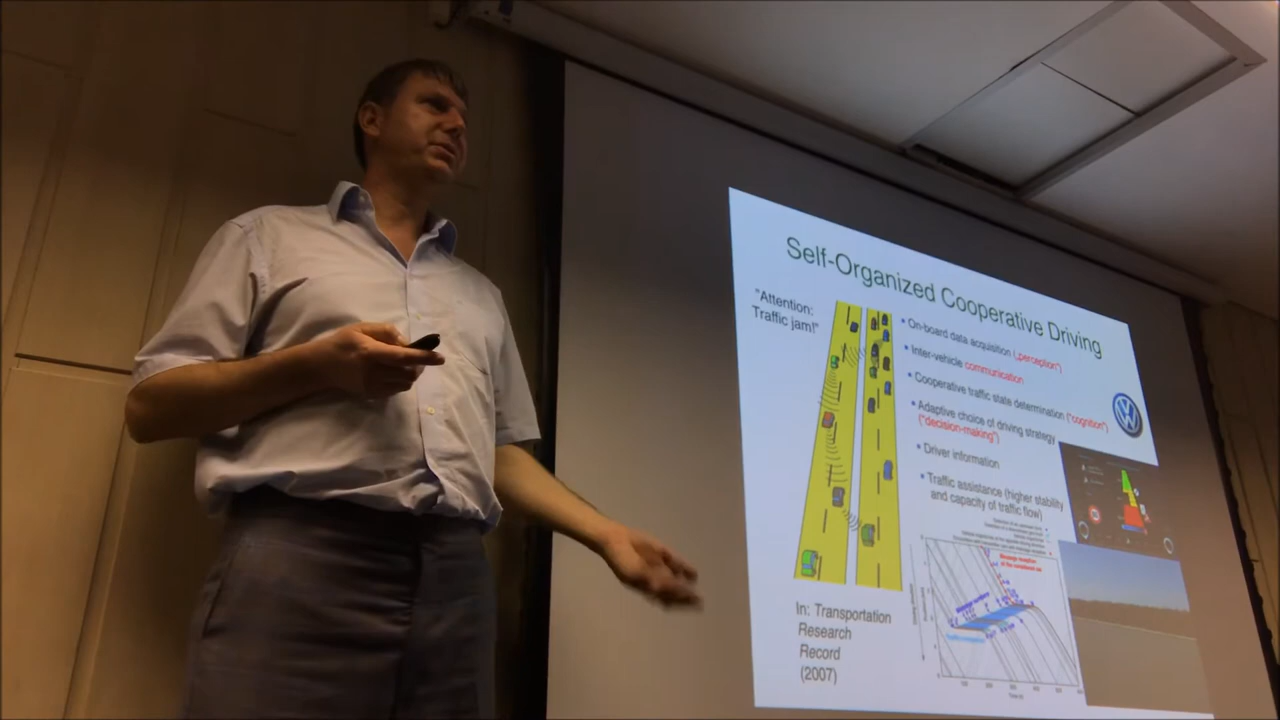 Self-Organized Cooperative Driving
"Attention:
Traffic jam!"
• On-board data acquisition („perception")
• Inter-vehicle communication
• Cooperative traffic state determination ("cognition")
• Adaptive choice of driving strategy
("decision-making")
• Driver information
• Traffic assistance (higher stability
and capacity of traffic flow)
In: Transportation
Research
Record
(2007)